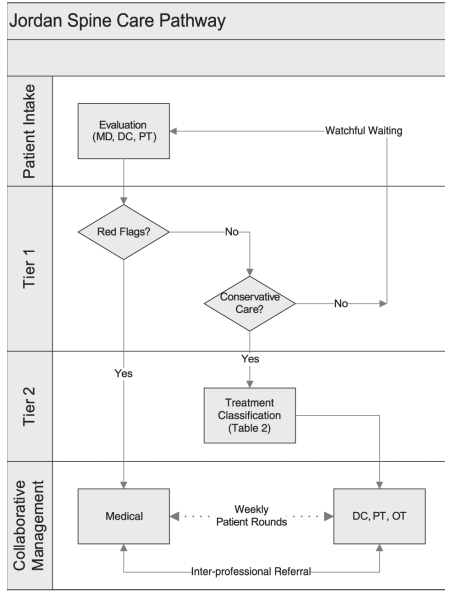 Jordan Spine Care Pathway
Patient Intake
Evaluation
(MD, DC, PT)
Watchful Waiting
Tier 1
Red Flags?
No
Conservative
Care?
No
Yes
Yes
Tier 2
Treatment
Classification
(Table 2)
Collaborative
Management
Medical
Weekly
Patient Rounds
DC, PT, OT
Inter-professional Referral